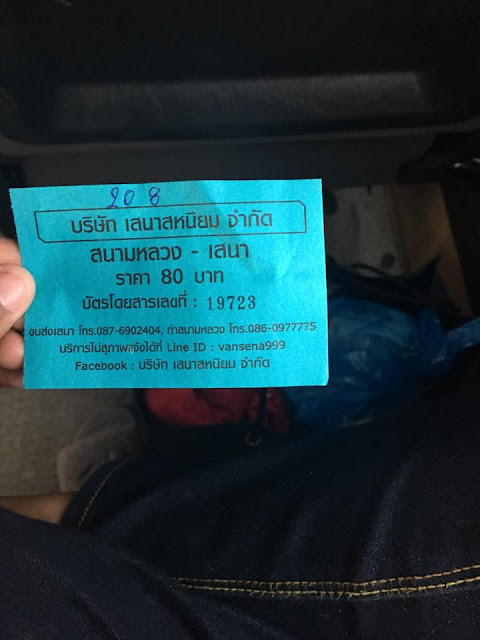 208
บริษัท เสนาสหนิยม จำกัด
สนามหลวง - เสนา
ราคา 80 บาท
บัตรโดยสารเลขที่ : 19723
ขนส่งเสนา โทร.087-6902404, ท่าสนามหลวง โทร.086-0977775
บริการไม่สุภาพแจ้งได้ที่ Line ID : vansena999
Facebook : บริษัท เสนาสหนิยม จำกัด